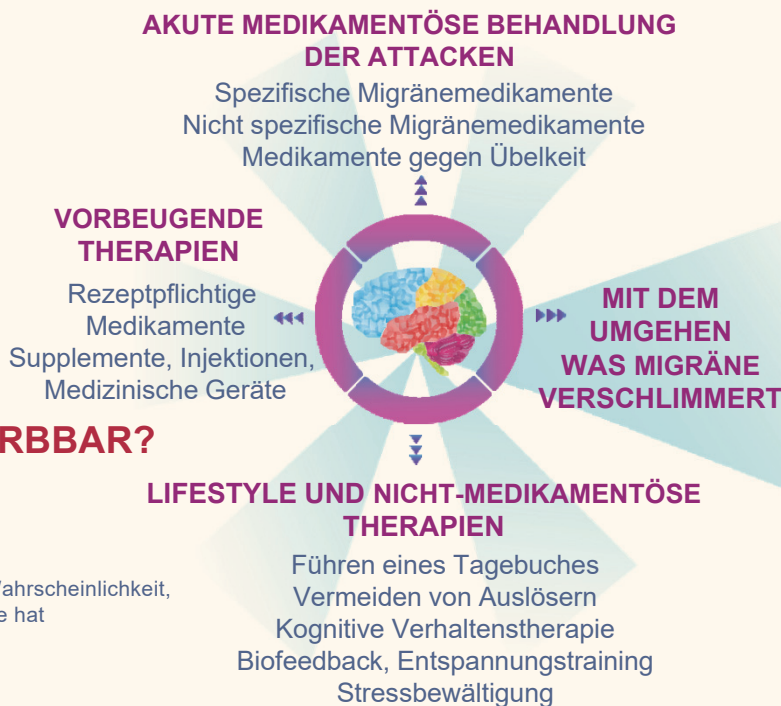 AKUTE MEDIKAMENTÖSE BEHANDLUNG
DER ATTACKEN
Spezifische Migränemedikamente
Nicht spezifische Migränemedikamente
Medikamente gegen Übelkeit
VORBEUGENDE
THERAPIEN
Rezeptpflichtige
Medikamente
Supplemente, Injektionen,
Medizinische Geräte
MIT DEM
UMGEHEN
WAS MIGRÄNE
VERSCHLIMMERT
RBBAR?
LIFESTYLE UND NICHT-MEDIKAMENTÖSE
THERAPIEN
Führen eines Tagebuches
Vermeiden von Auslösern
Kognitive Verhaltenstherapie
Biofeedback, Entspannungstraining
Stressbewältigung
Wahrscheinlichkeit,
e hat